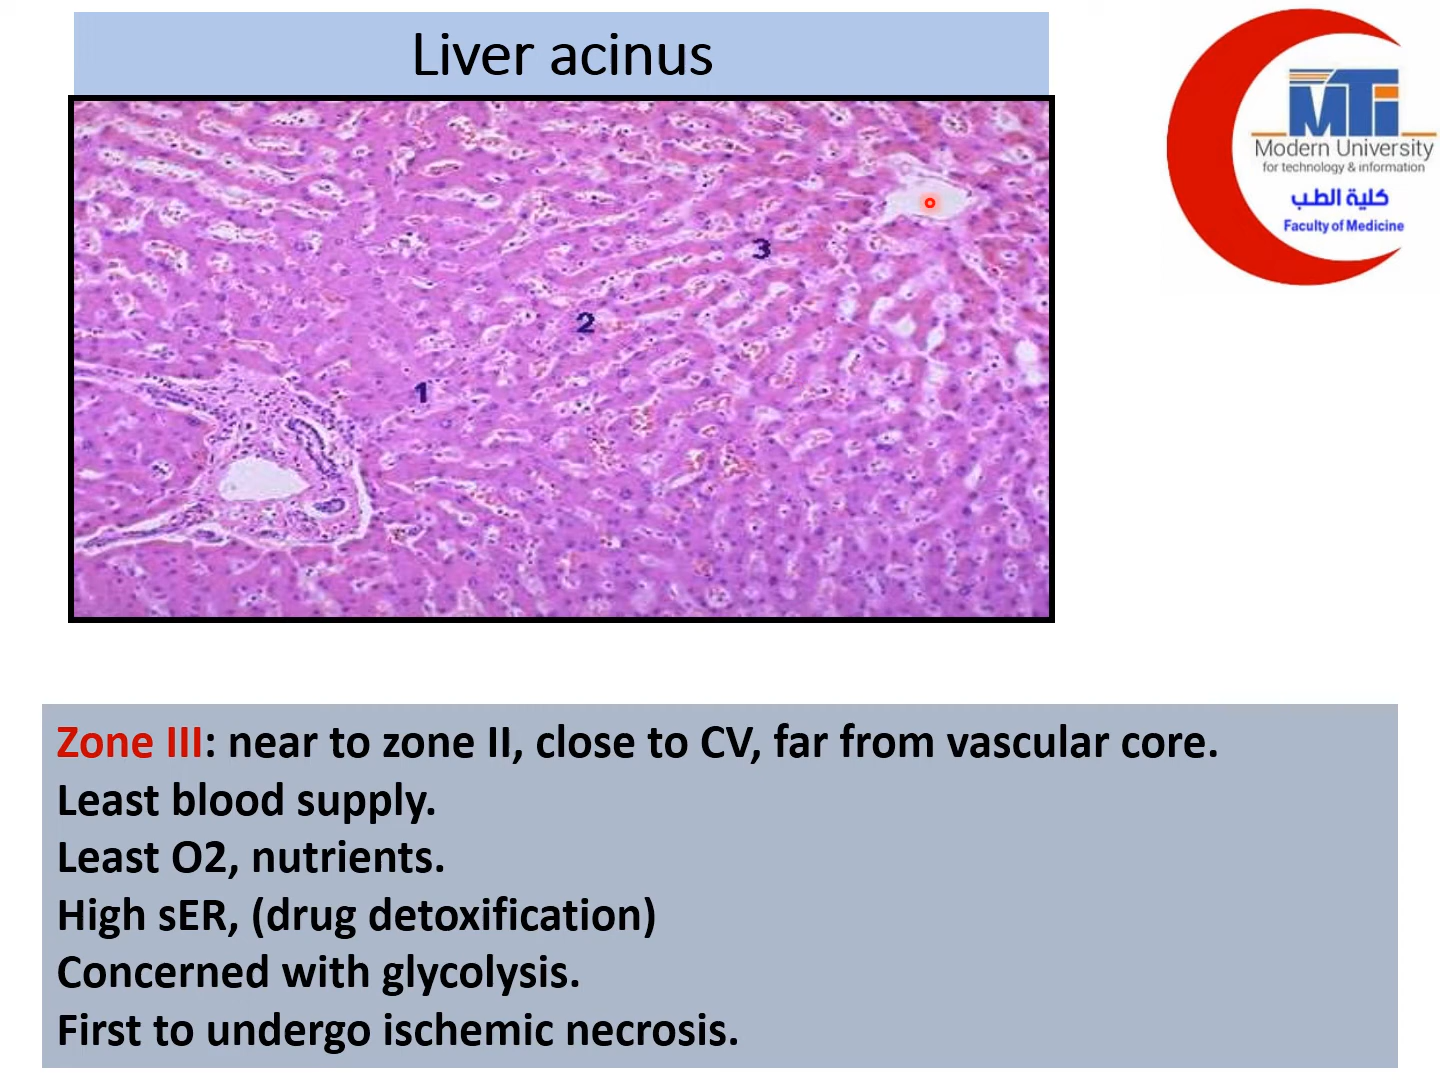 Liver acinus
MTi
Modern University
for technology & information
كلية الطب
Faculty of Medicine
3
2
1
Zone III: near to zone II, close to CV, far from vascular core.
Least blood supply.
Least O2, nutrients.
High sER, (drug detoxification)
Concerned with glycolysis.
First to undergo ischemic necrosis.